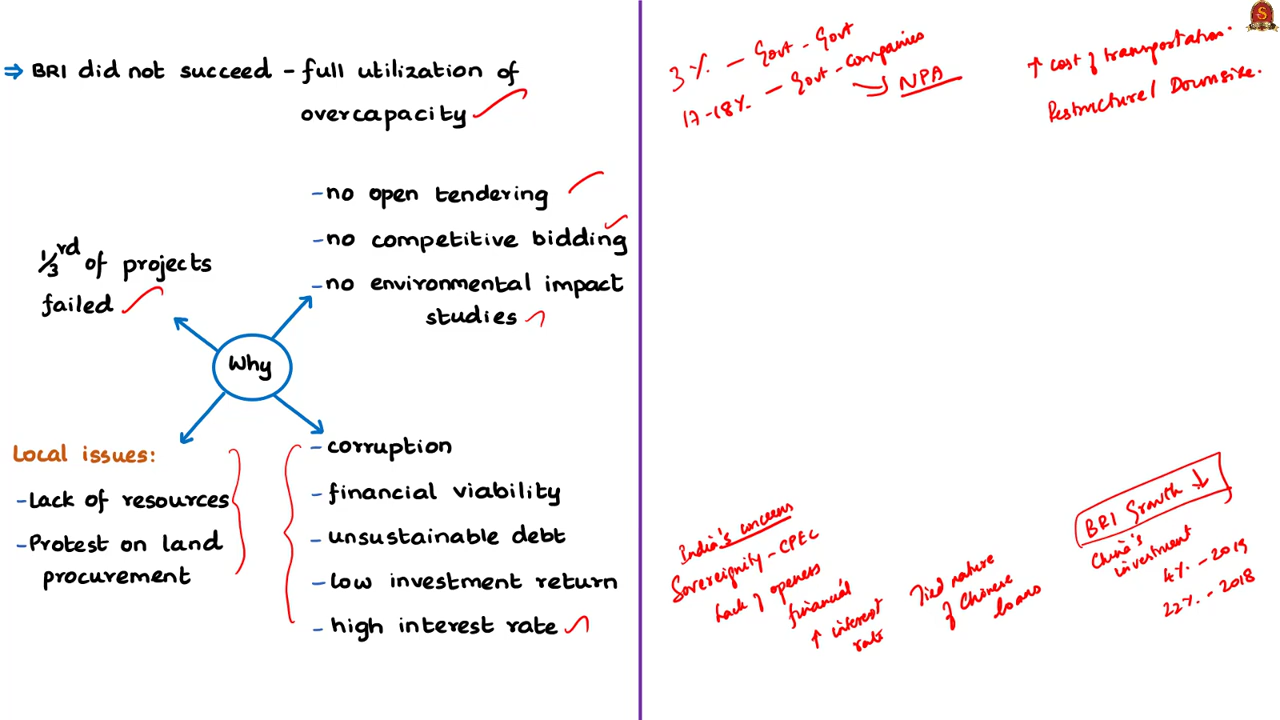 ⇒ BRI did not succeed - full utilization of
overcapacity
1/3rd of projects
failed
- no open tendering
- no competitive bidding
- no environmental impact
studies
Why
Local issues:
- Lack of resources
- Protest on land
procurement
- corruption
- financial viability
- unsustainable debt
- low investment return
- high interest rate
3% - Govt - Govt
17-18% - Govt - companies
→ NPA
↑ cost of transportation.
Restructure / Downsize.
India's concerns
Sovereignity - CPEC
Lack of openess
financial
↑ interest
rate
Tied nature
of Chinese
loans
BRI Growth ↓
China's
investment
4% - 2019
22% - 2018
S